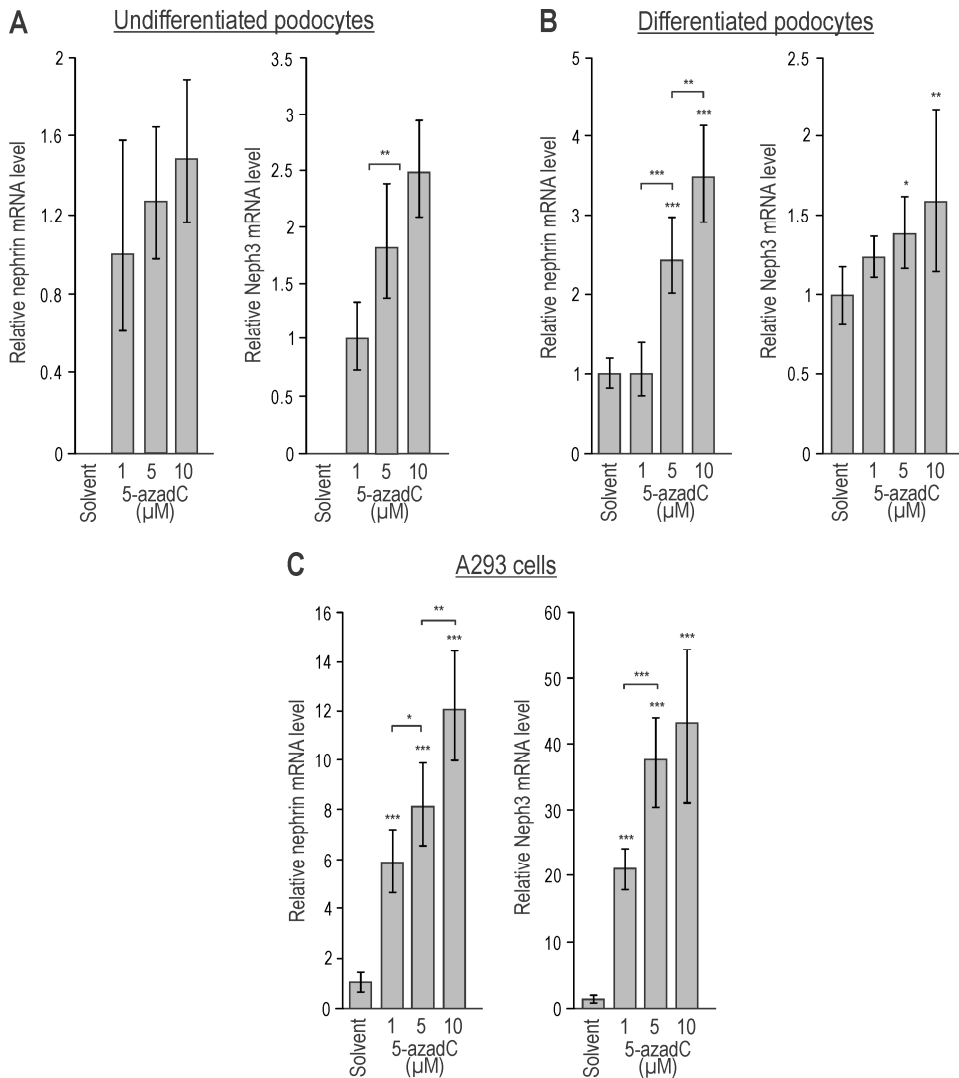 A
Undifferentiated podocytes
Relative nephrin mRNA level
2
1.6
1.2
0.8
0.4
0
Solvent
1 5 10
5-azadC
(µM)
Relative Neph3 mRNA level
3.5
3
2.5
2
1.5
1
0.5
0
**
Solvent
1 5 10
5-azadC
(µM)
B
Differentiated podocytes
Relative nephrin mRNA level
5
4
3
2
1
0
**
***
***
***
Solvent
1 5 10
5-azadC
(µM)
Relative Neph3 mRNA level
2.5
2
1.5
1
0.5
0
**
*
Solvent
1 5 10
5-azadC
(µM)
C
A293 cells
Relative nephrin mRNA level
16
14
12
10
8
6
4
2
0
**
***
*
***
***
Solvent
1 5 10
5-azadC
(µM)
Relative Neph3 mRNA level
60
50
40
30
20
10
0
***
***
***
***
Solvent
1 5 10
5-azadC
(µM)